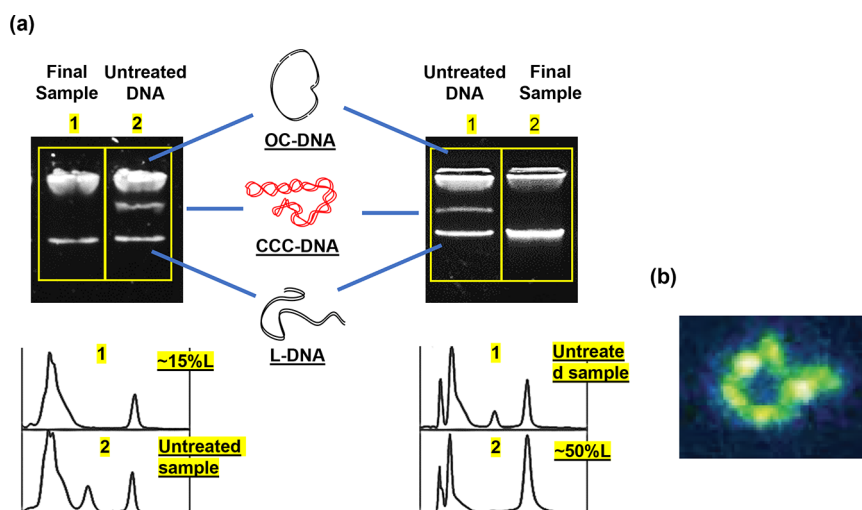 (a)
Final
Sample
Untreated
DNA
1
2
OC-DNA
CCC-DNA
L-DNA
Untreated
DNA
Final
Sample
1
2
(b)
1
~15%L
2
Untreated
sample
1
Untreate
d sample
2
~50%L